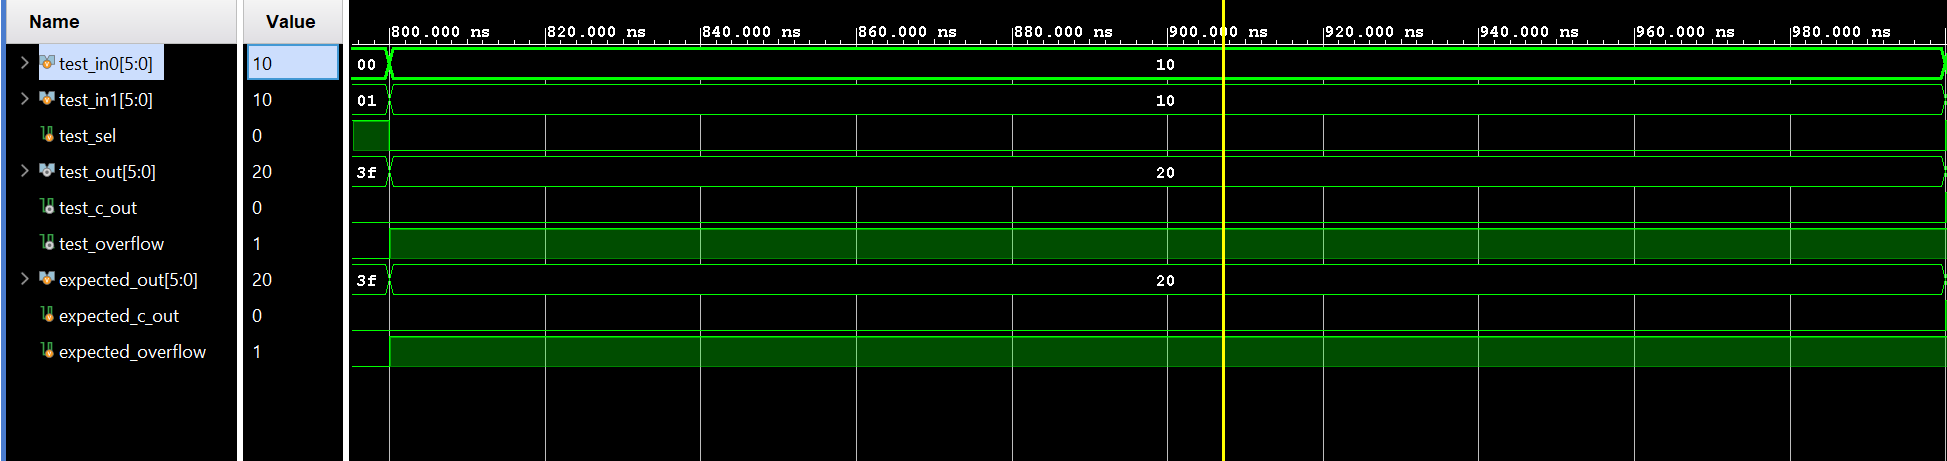 Name Value 800.000 ns 820.000 ns 840.000 ns 860.000 ns 880.000 ns 900.000 ns 920.000 ns 940.000 ns 960.000 ns 980.000 ns
test_in0[5:0] 10 00 10
test_in1[5:0] 10 01 10
test_sel 0
test_out[5:0] 20 3f 20
test_c_out 0
test_overflow 1
expected_out[5:0] 20 3f 20
expected_c_out 0
expected_overflow 1